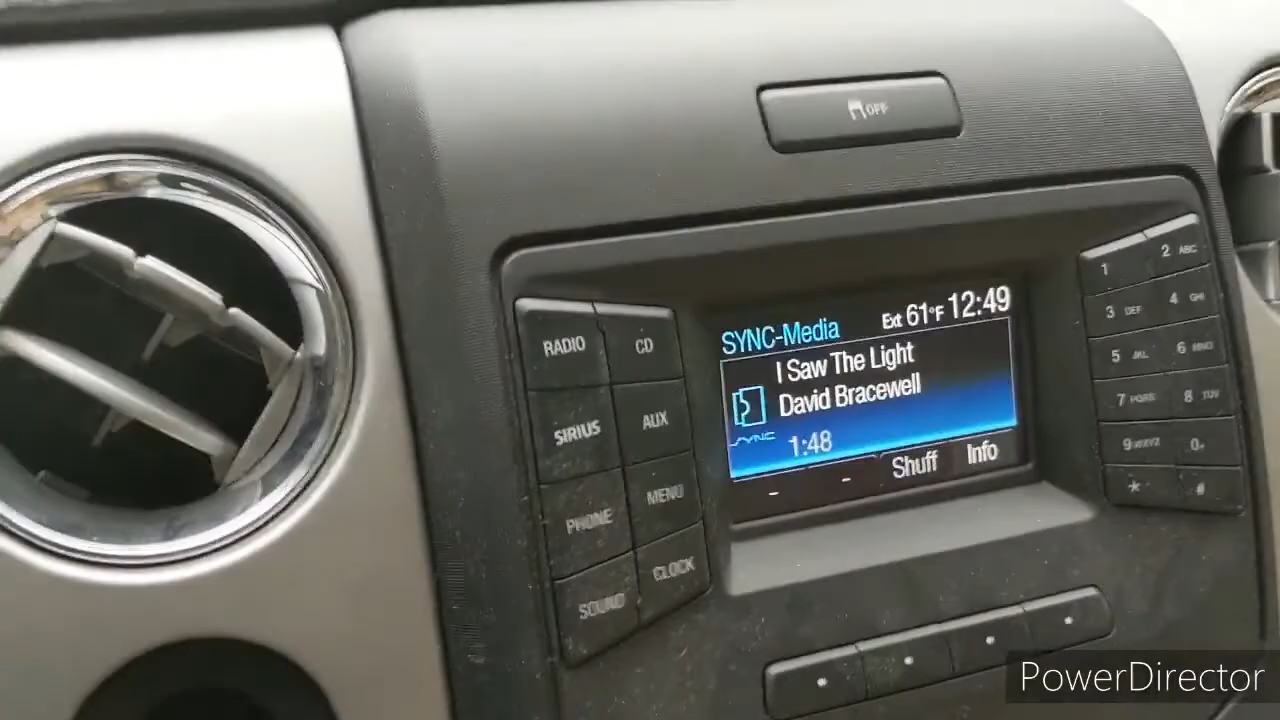 OFF
SYNC-Media Ext 61°F 12:49
I Saw The Light
David Bracewell
SYNC 1:48
- - Shuff Info
RADIO CD
SIRIUS AUX
PHONE MENU
SOUND CLOCK
1 2 ABC
3 DEF 4 GHI
5 JKL 6 MNO
7 PQRS 8 TUV
9 WXYZ 0+
* #
PowerDirector